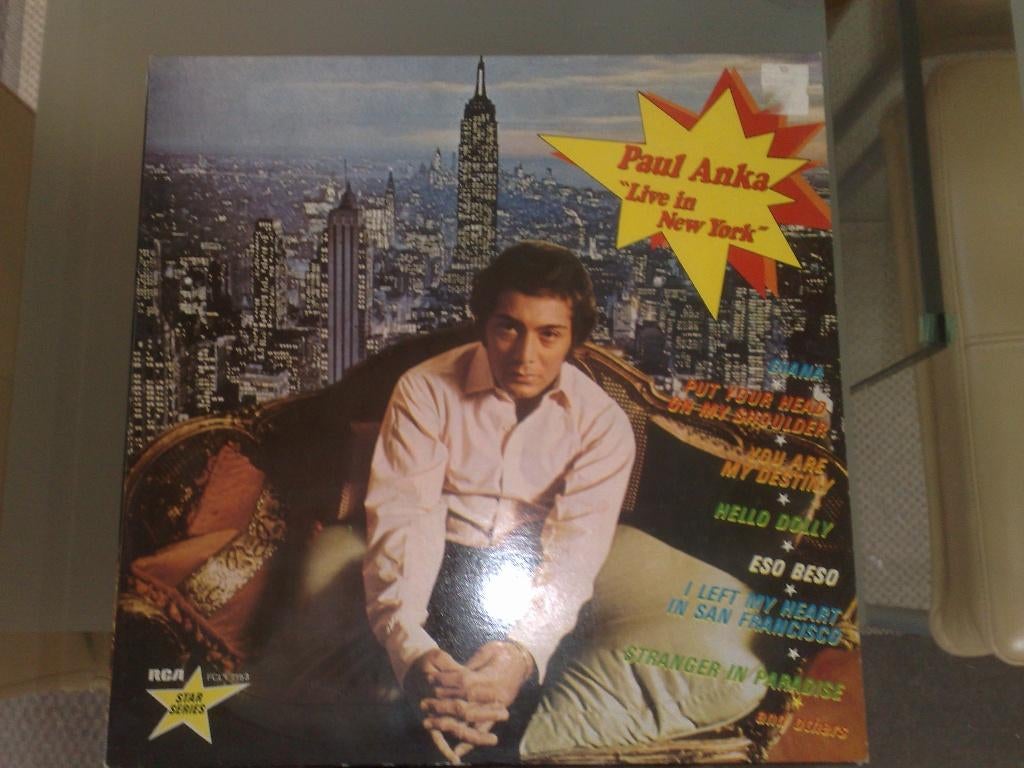 Paul Anka
"Live in
New York"
DIANA
PUT YOUR HEAD
ON MY SHOULDER
YOU ARE
MY DESTINY
HELLO DOLLY
ESO BESO
I LEFT MY HEART
IN SAN FRANCISCO
STRANGER IN PARADISE
and others
RCA
STAR
SERIES